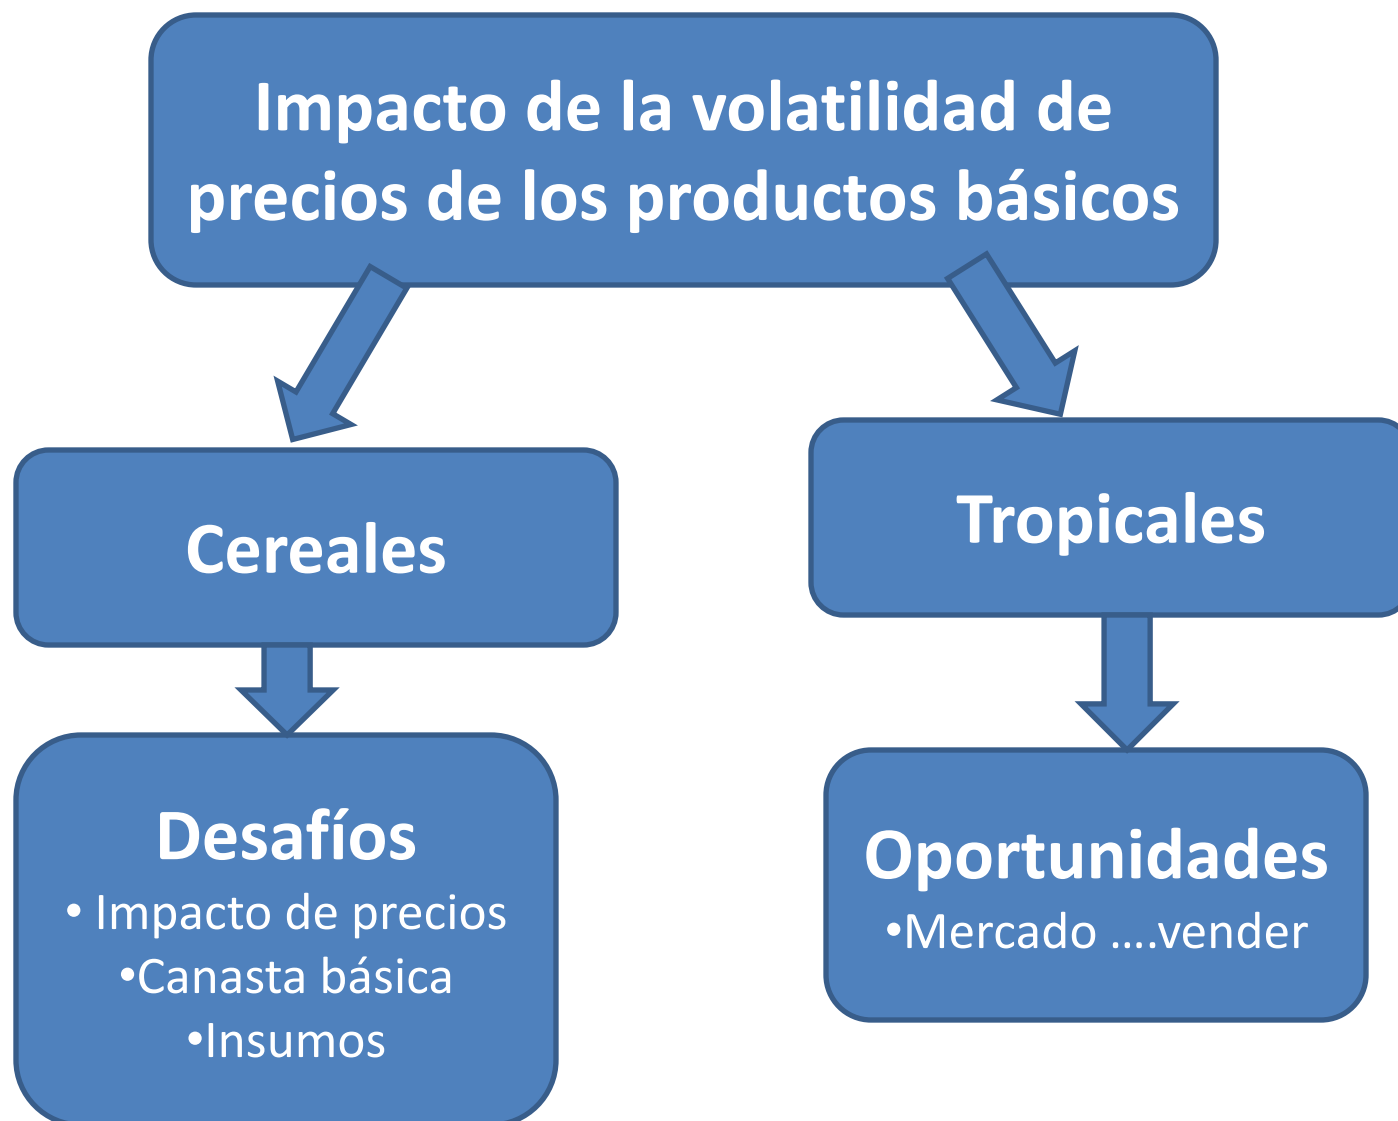 Impacto de la volatilidad de
precios de los productos básicos
Cereales
Tropicales
Desafíos
• Impacto de precios
•Canasta básica
•Insumos
Oportunidades
•Mercado ....vender